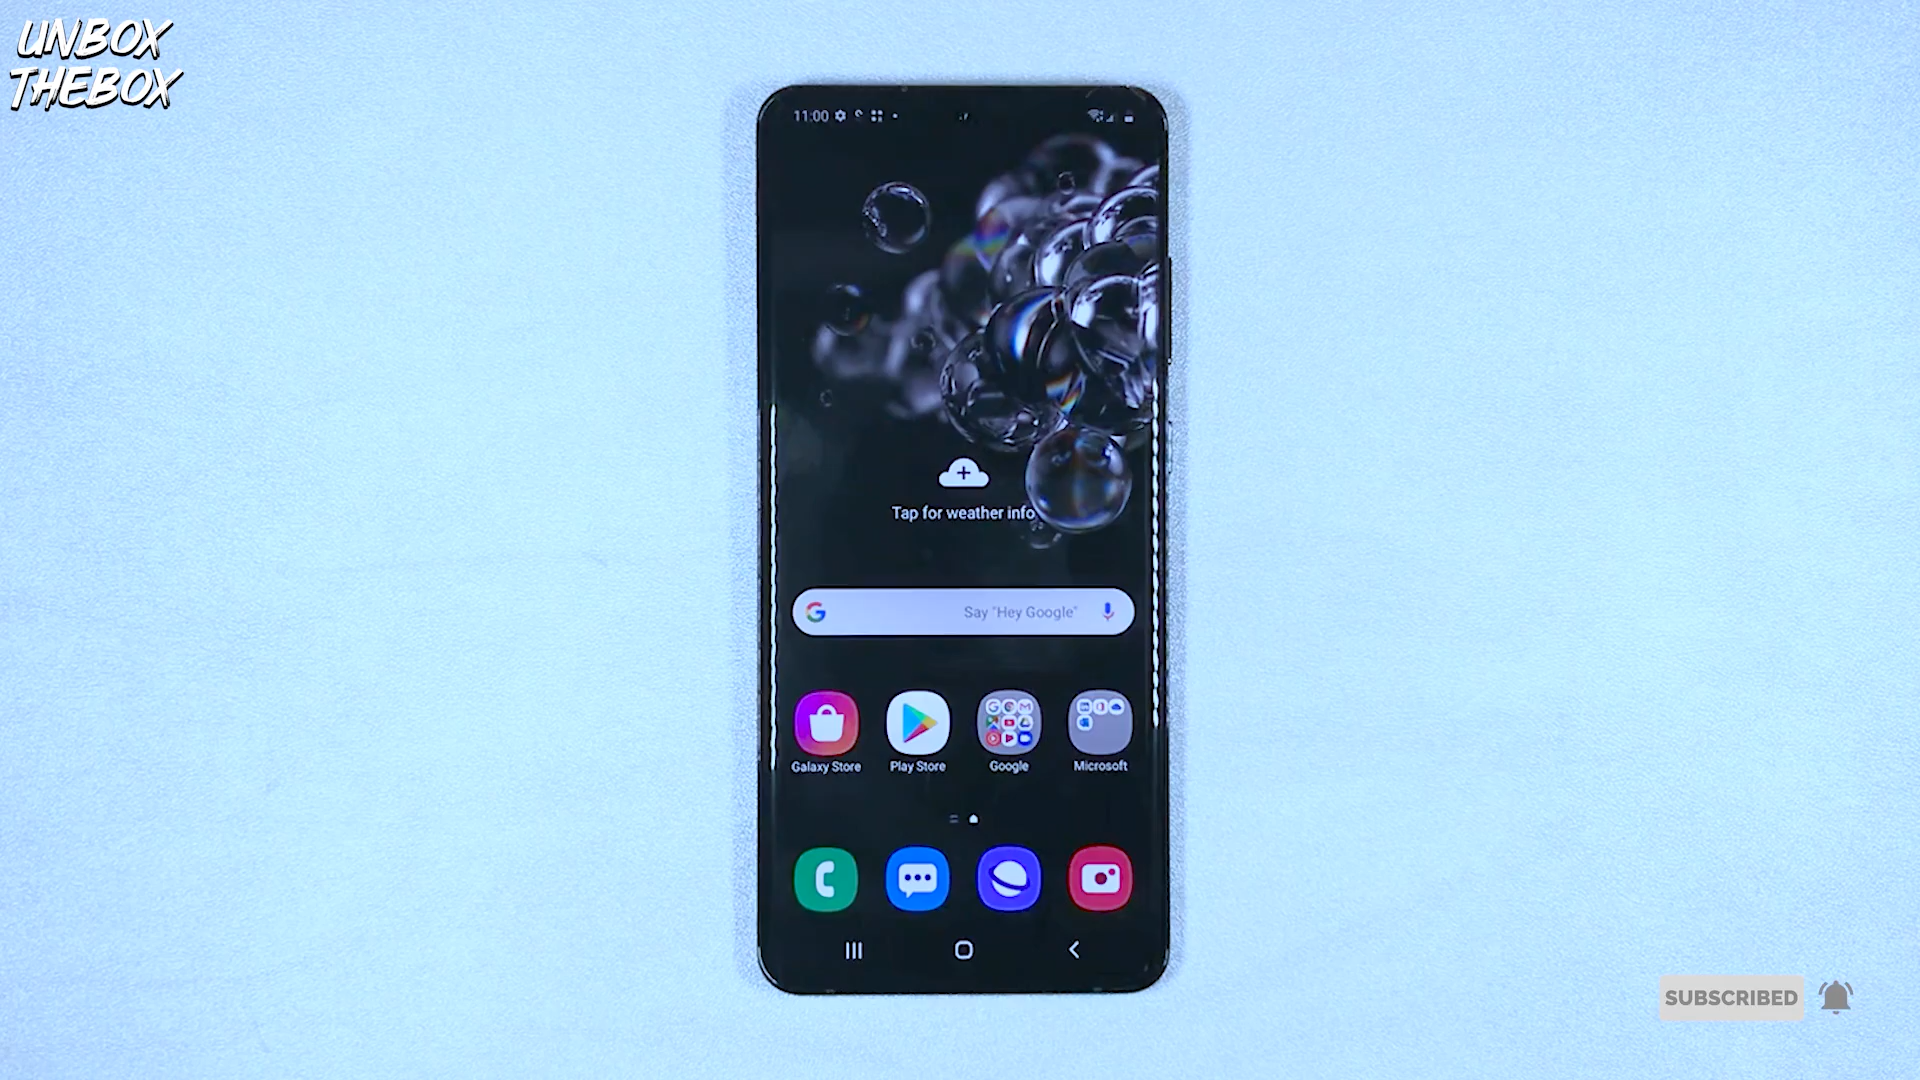 UNBOX
THEBOX
11:00
Tap for weather info
Say "Hey Google"
Galaxy Store
Play Store
Google
Microsoft
SUBSCRIBED